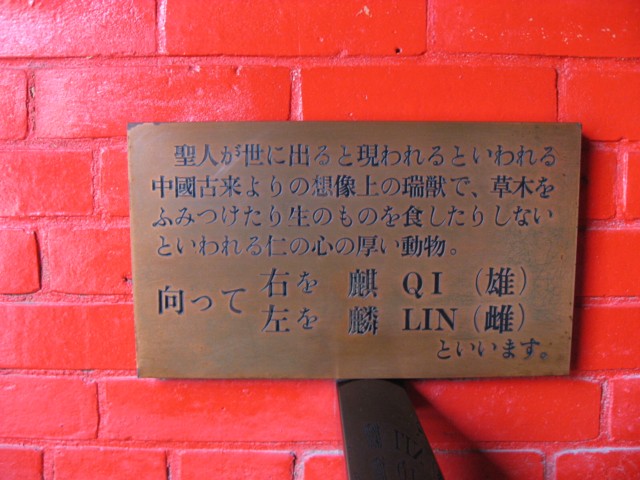 聖人が世に出ると現われるといわれる
中國古来よりの想像上の瑞獣で、草木を
ふみつけたり生のものを食したりしない
といわれる仁の心の厚い動物。
向って 右を 麒 QI (雄)
左を 麟 LIN (雌)
といいます。